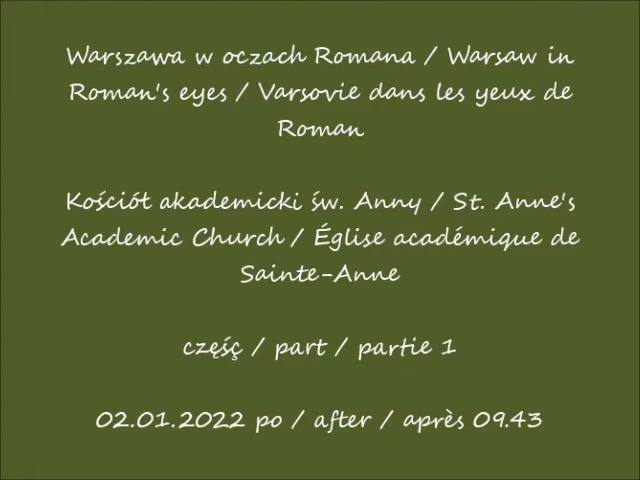 Warszawa w oczach Romana / Warsaw in
Roman's eyes / Varsovie dans les yeux de
Roman
Kościół akademicki św. Anny / St. Anne's
Academic Church / Église académique de
Sainte-Anne
częśç / part / partie 1
02.01.2022 po / after / après 09.43